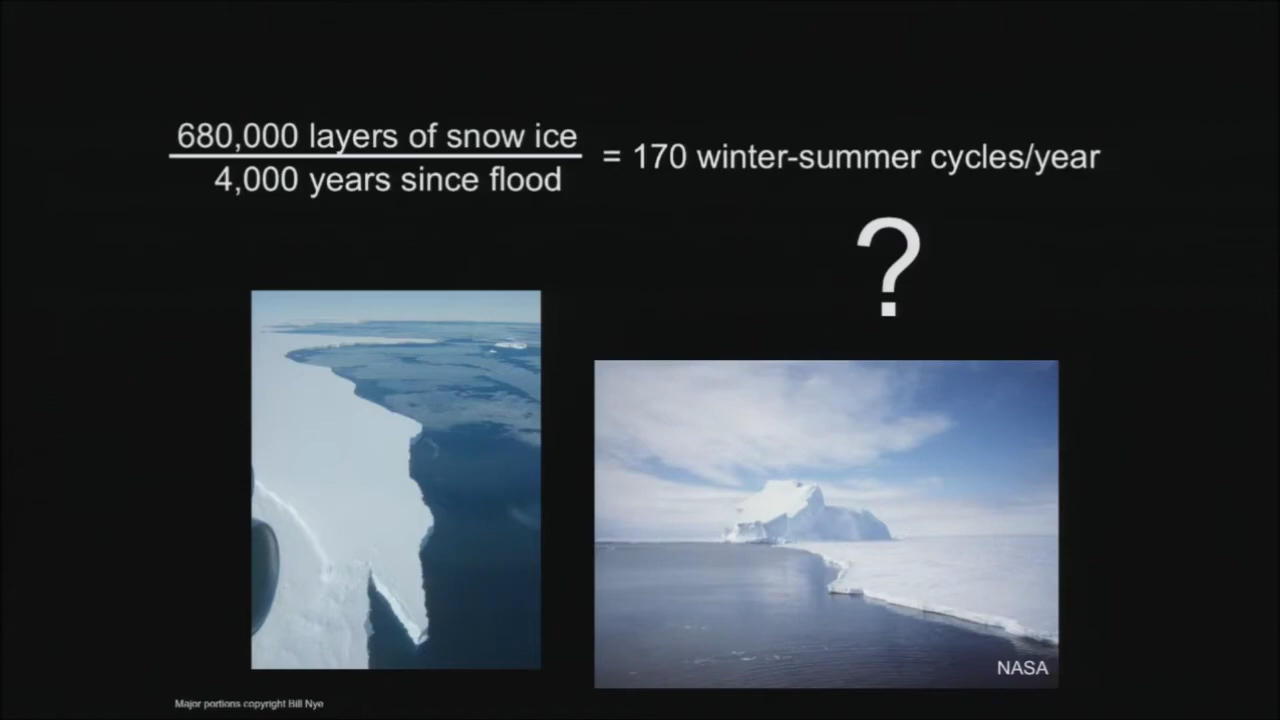 680,000 layers of snow ice
4,000 years since flood
= 170 winter-summer cycles/year
?
NASA
Major portions copyright Bill Nye